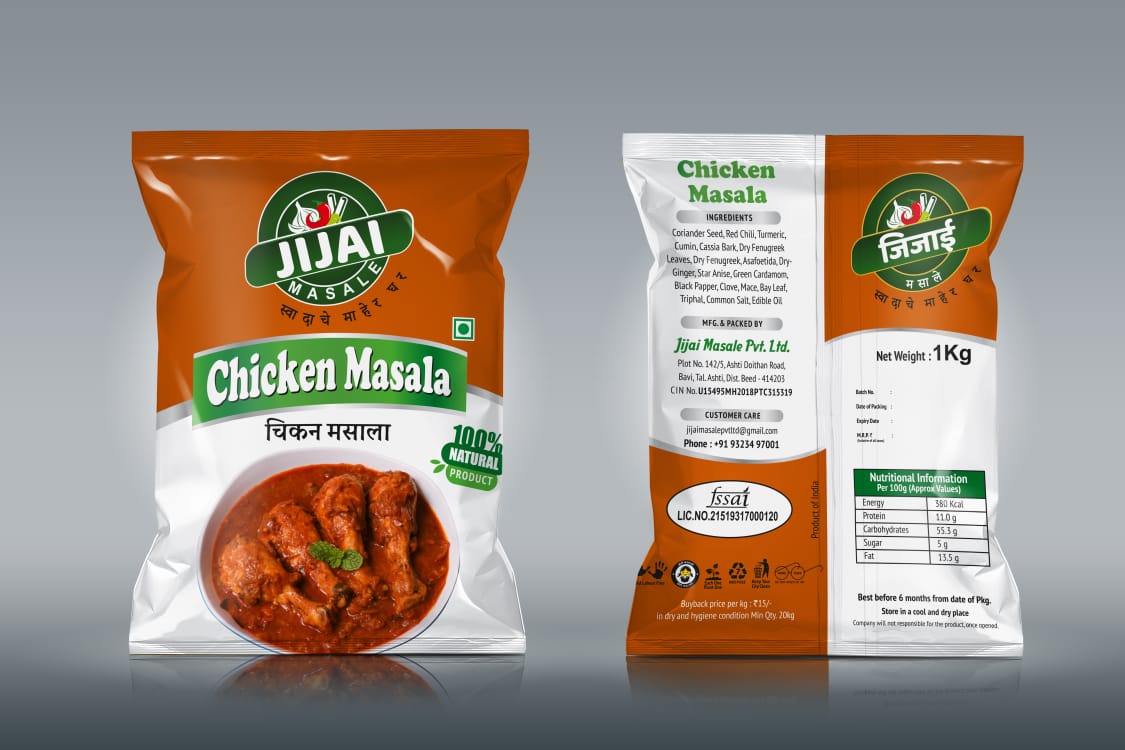 JIJAI
MASALE
स्वादाचे माहेर घर
Chicken Masala
चिकन मसाला
100%
NATURAL
PRODUCT
Chicken
Masala
INGREDIENTS
Coriander Seed, Red Chili, Turmeric,
Cumin, Cassia Bark, Dry Fenugreek
Leaves, Dry Fenugreek, Asafoetida, Dry-
Ginger, Star Anise, Green Cardamom,
Black Papper, Clove, Mace, Bay Leaf,
Triphal, Common Salt, Edible Oil
MFG. & PACKED BY
Jijai Masale Pvt. Ltd.
Plot No. 142/5, Ashti Doithan Road,
Bavi, Tal. Ashti, Dist. Beed - 414203
CIN No. U15495MH2018PTC315319
CUSTOMER CARE
jijaimasalepvtltd@gmail.com
Phone : +91 93234 97001
fssai
LIC.NO.21519317000120
Product of India
Keep Your
City Clean
Buyback price per kg : ₹15/-
in dry and hygiene condition Min Qty. 20kg
जिजाई
मसाले
स्वादाचे माहेर घर
Net Weight : 1Kg
Batch No. :
Date of Packing :
Expiry Date :
M.R.P. ₹ :
Nutritional Information
Per 100g (Approx Values)
Energy 380 Kcal
Protein 11.0 g
Carbohydrates 55.3 g
Sugar 5 g
Fat 13.5 g
Best before 6 months from date of Pkg.
Store in a cool and dry place
Company will not responsible for the product, once opened.